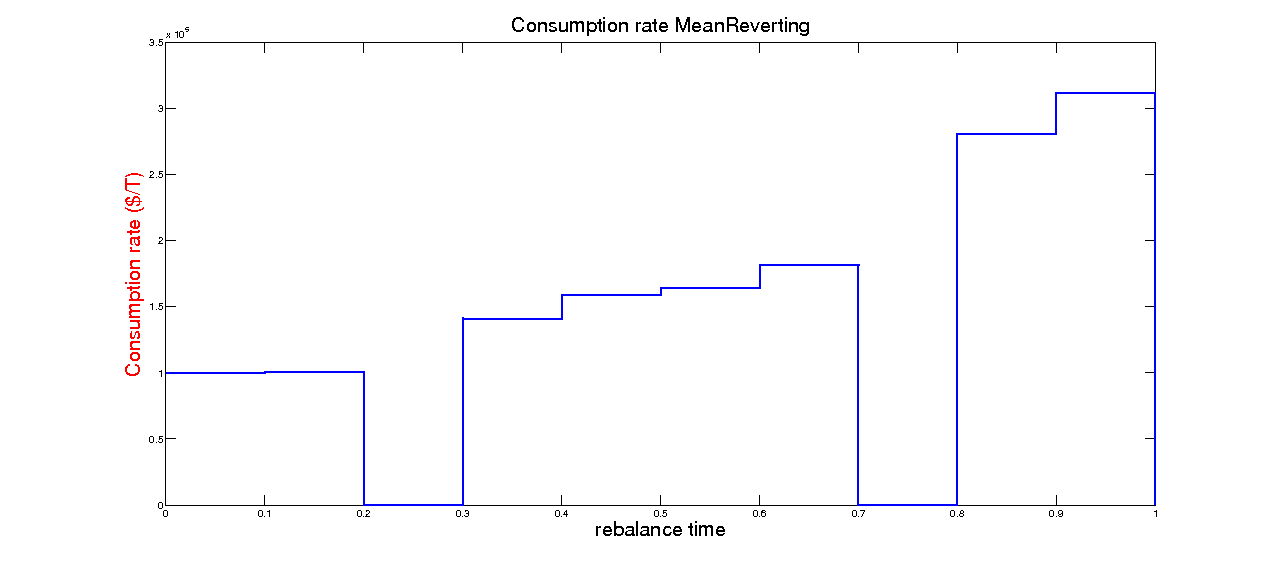 Consumption rate MeanReverting
x 10^5
3.5
3
2.5
2
1.5
1
0.5
0
Consumption rate ($/T)
0 0.1 0.2 0.3 0.4 0.5 0.6 0.7 0.8 0.9 1
rebalance time